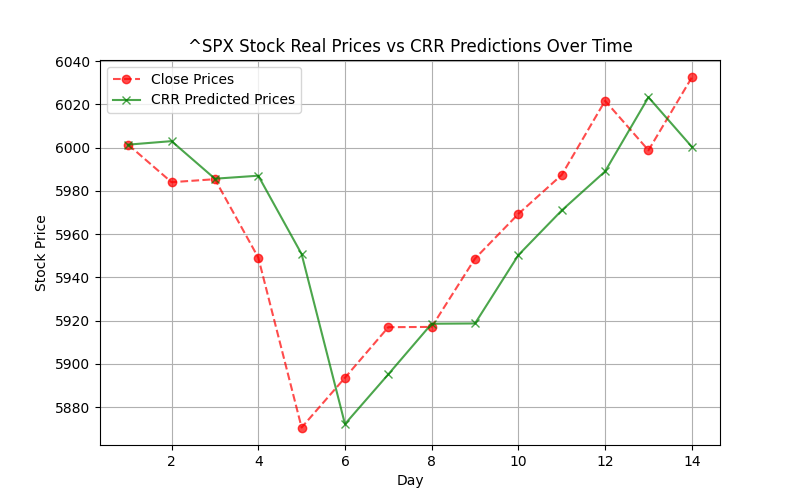 ^SPX Stock Real Prices vs CRR Predictions Over Time
Close Prices
CRR Predicted Prices
Stock Price
6040
6020
6000
5980
5960
5940
5920
5900
5880
2 4 6 8 10 12 14
Day